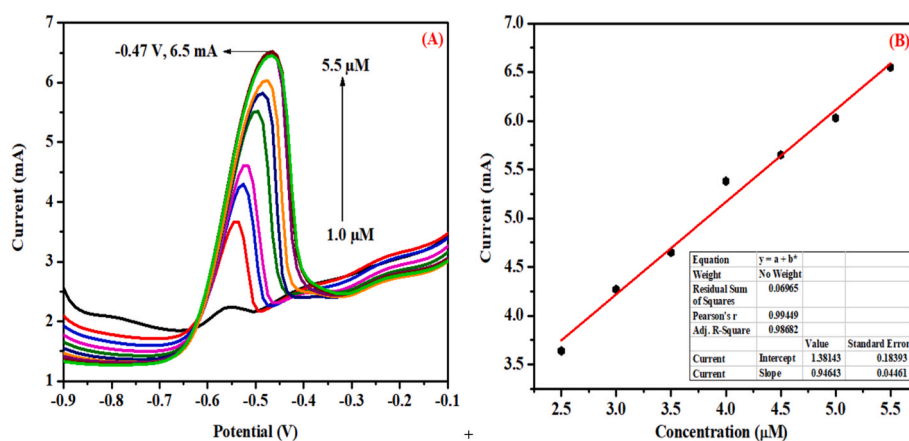 (A)
-0.47 V, 6.5 mA
5.5 μM
1.0 μM
Current (mA)
7
6
5
4
3
2
1
-0.9 -0.8 -0.7 -0.6 -0.5 -0.4 -0.3 -0.2 -0.1
Potential (V)
+
(B)
Current (mA)
7.0
6.5
6.0
5.5
5.0
4.5
4.0
3.5
Equation y = a + b*
Weight No Weight
Residual Sum 0.06965
of Squares
Pearson's r 0.99449
Adj. R-Square 0.98682
Value Standard Error
Current Intercept 1.38143 0.18393
Current Slope 0.94643 0.04461
2.5 3.0 3.5 4.0 4.5 5.0 5.5
Concentration (μM)